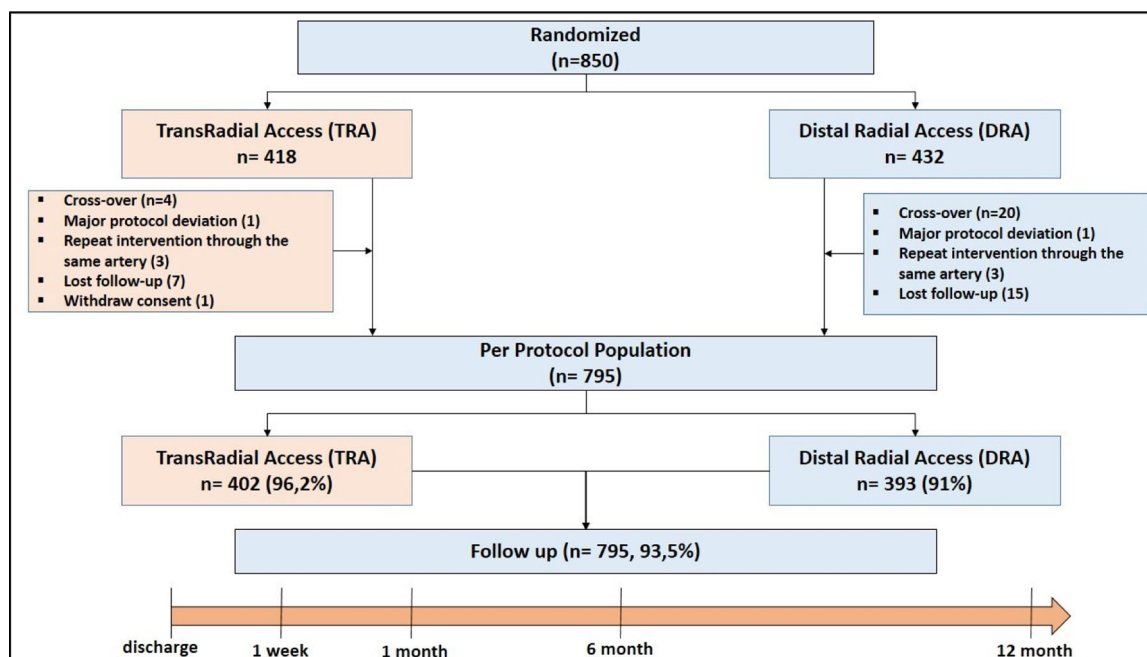 Randomized
(n=850)
TransRadial Access (TRA)
n= 418
Distal Radial Access (DRA)
n= 432
▪ Cross-over (n=4)
▪ Major protocol deviation (1)
▪ Repeat intervention through the
same artery (3)
▪ Lost follow-up (7)
▪ Withdraw consent (1)
▪ Cross-over (n=20)
▪ Major protocol deviation (1)
▪ Repeat intervention through the
same artery (3)
▪ Lost follow-up (15)
Per Protocol Population
(n= 795)
TransRadial Access (TRA)
n= 402 (96,2%)
Distal Radial Access (DRA)
n= 393 (91%)
Follow up (n= 795, 93,5%)
discharge
1 week
1 month
6 month
12 month